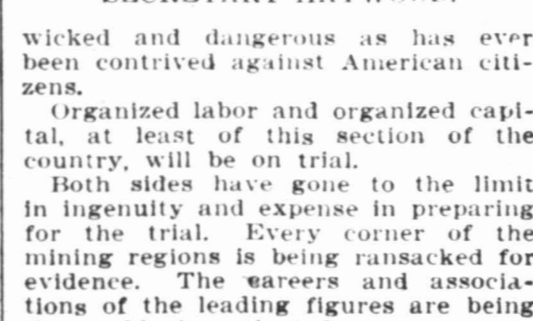 wicked and dangerous as has ever
been contrived against American citi-
zens.
Organized labor and organized capi-
tal, at least of this section of the
country, will be on trial.
Both sides have gone to the limit
in ingenuity and expense in preparing
for the trial. Every corner of the
mining regions is being ransacked for
evidence. The careers and associa-
tions of the leading figures are being